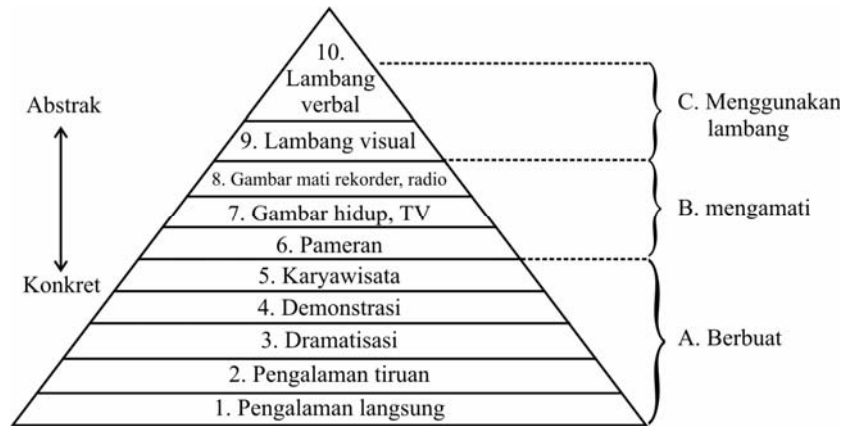 10.
Lambang
verbal
9. Lambang visual
8. Gambar mati rekorder, radio
7. Gambar hidup, TV
6. Pameran
5. Karyawisata
4. Demonstrasi
3. Dramatisasi
2. Pengalaman tiruan
1. Pengalaman langsung
Abstrak
Konkret
C. Menggunakan
lambang
B. mengamati
A. Berbuat